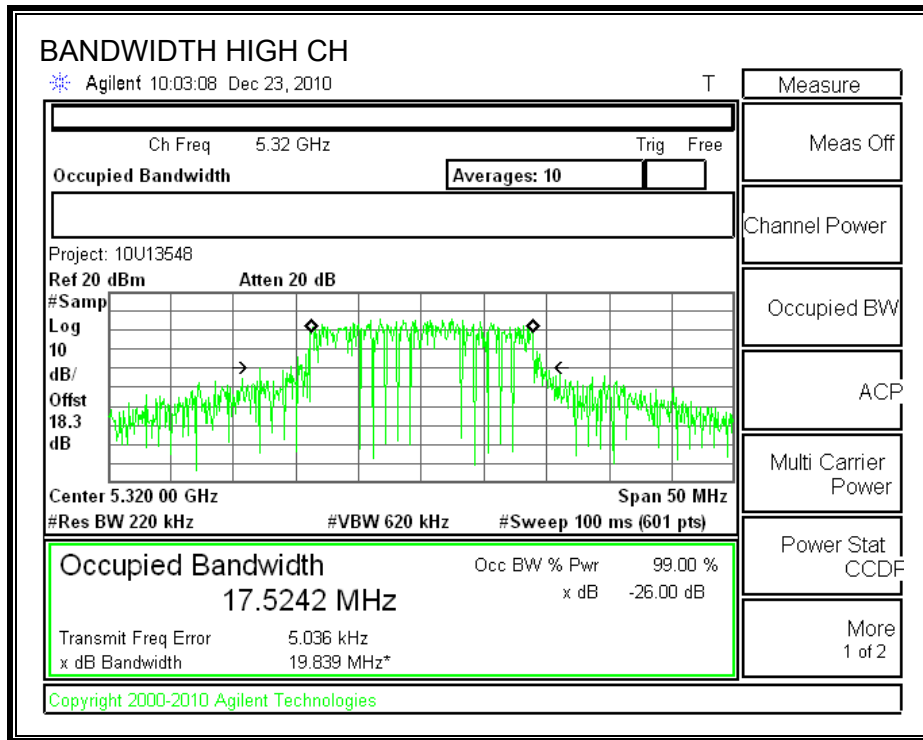 BANDWIDTH HIGH CH
Agilent 10:03:08 Dec 23, 2010 T
Measure
Ch Freq 5.32 GHz Trig Free
Meas Off
Occupied Bandwidth Averages: 10
Channel Power
Project: 10U13548
Ref 20 dBm Atten 20 dB
#Samp
Log
10
dB/
Offst
18.3
dB
Occupied BW
ACP
Multi Carrier
Power
Center 5.320 00 GHz Span 50 MHz
#Res BW 220 kHz #VBW 620 kHz #Sweep 100 ms (601 pts)
Power Stat
CCDF
Occupied Bandwidth Occ BW % Pwr 99.00 %
17.5242 MHz x dB -26.00 dB
Transmit Freq Error 5.036 kHz
x dB Bandwidth 19.839 MHz*
More
1 of 2
Copyright 2000-2010 Agilent Technologies